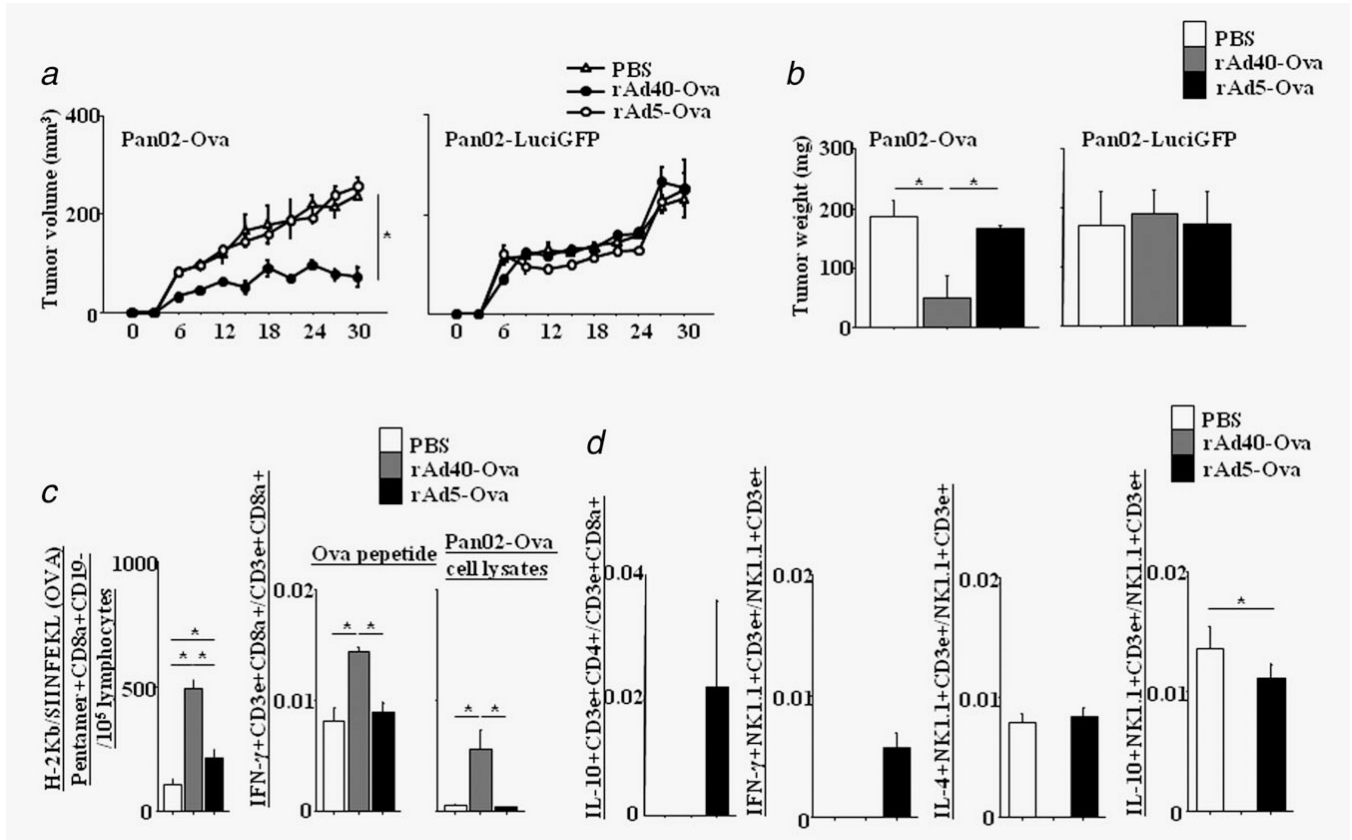 a
PBS
rAd40-Ova
rAd5-Ova
Tumor volume (mm³)
400
200
0
Pan02-Ova
Pan02-LuciGFP
0 6 12 18 24 30
0 6 12 18 24 30
*
b
PBS
rAd40-Ova
rAd5-Ova
Tumor weight (mg)
300
200
100
0
Pan02-Ova
Pan02-LuciGFP
* *
c
PBS
rAd40-Ova
rAd5-Ova
H-2Kb/SIINFEKL (OVA)
Pentamer+CD8a+CD19-
/10⁵ lymphocytes
1000
500
0
*
* *
IFN-γ+CD3e+CD8a+/CD3e+CD8a+
Ova pepetide
Pan02-Ova
cell lysates
0.02
0.01
0
* *
* *
d
PBS
rAd40-Ova
rAd5-Ova
IL-10+CD3e+CD4+/CD3e+CD8a+
0.04
0.02
0
IFN-γ+NK1.1+CD3e+/NK1.1+CD3e+
0.02
0.01
0
IL-4+NK1.1+CD3e+/NK1.1+CD3e+
0.02
0.01
0
IL-10+NK1.1+CD3e+/NK1.1+CD3e+
0.02
0.01
0
*